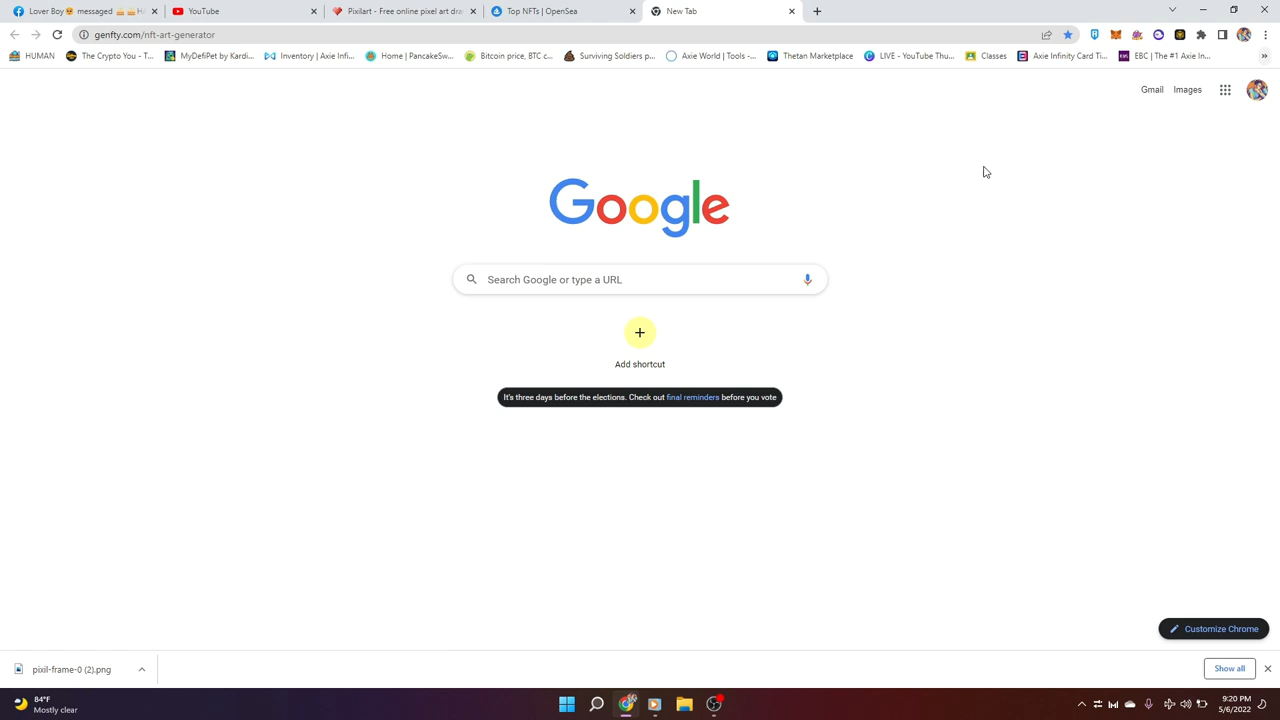 Lover Boy🤒 messaged
YouTube
Pixilart - Free online pixel art dra
Top NFTs | OpenSea
New Tab
genfty.com/nft-art-generator
HUMAN
The Crypto You - T...
MyDefiPet by Kardi...
Inventory | Axie Infi...
Home | PancakeSw...
Bitcoin price, BTC c...
Surviving Soldiers p...
Axie World | Tools -...
Thetan Marketplace
LIVE - YouTube Thu...
Classes
Axie Infinity Card Ti...
EBC | The #1 Axie In...
Gmail
Images
Google
Search Google or type a URL
Add shortcut
It's three days before the elections. Check out final reminders before you vote
Customize Chrome
pixil-frame-0 (2).png
Show all
84°F
Mostly clear
9:20 PM
5/6/2022